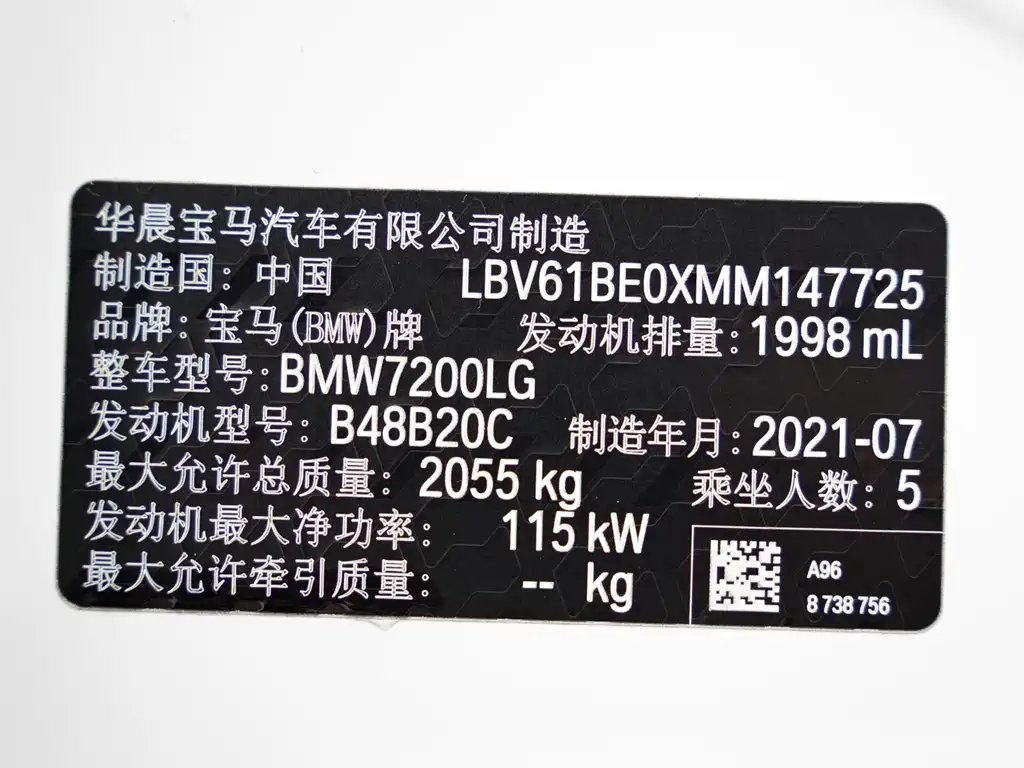 华晨宝马汽车有限公司制造
制造国：中国 LBV61BE0XMM147725
品牌：宝马(BMW)牌 发动机排量：1998 mL
整车型号：BMW7200LG
发动机型号：B48B20C 制造年月：2021-07
最大允许总质量：2055 kg 乘坐人数：5
发动机最大净功率：115 kW
最大允许牵引质量：-- kg
A96
8 738 756